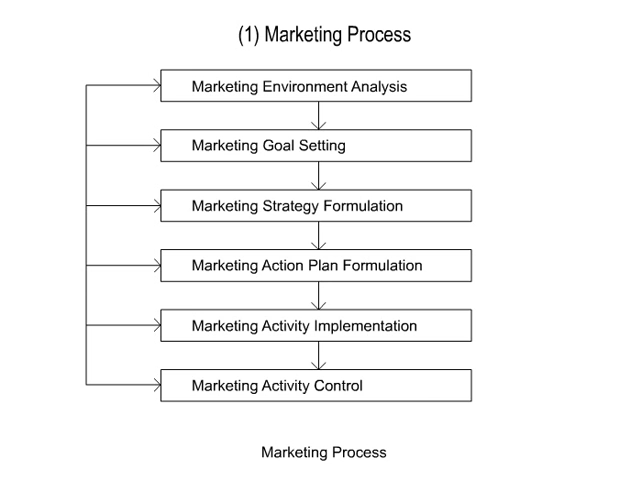 (1) Marketing Process
Marketing Environment Analysis
Marketing Goal Setting
Marketing Strategy Formulation
Marketing Action Plan Formulation
Marketing Activity Implementation
Marketing Activity Control
Marketing Process